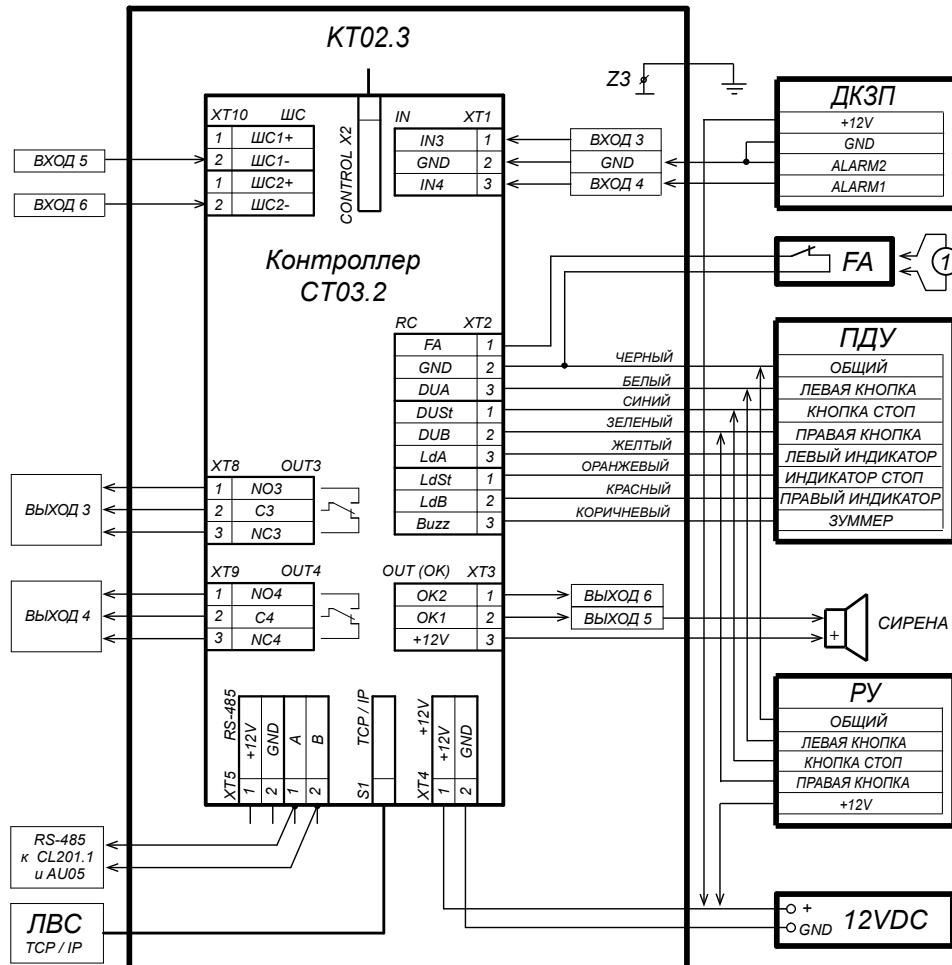 КТ02.3
XT10 ШС
1 ШС1+
2 ШС1-
1 ШС2+
2 ШС2-
ВХОД 5
ВХОД 6
CONTROL X2
IN XT1
IN3 1
GND 2
IN4 3
ВХОД 3
GND
ВХОД 4
Z3
ДКЗП
+12V
GND
ALARM2
ALARM1
Контроллер
СТ03.2
FA
1
RC XT2
FA 1
GND 2
DUA 3
DUSt 1
DUB 2
LdA 3
LdSt 1
LdB 2
Buzz 3
ЧЕРНЫЙ
БЕЛЫЙ
СИНИЙ
ЗЕЛЕНЫЙ
ЖЕЛТЫЙ
ОРАНЖЕВЫЙ
КРАСНЫЙ
КОРИЧНЕВЫЙ
ПДУ
ОБЩИЙ
ЛЕВАЯ КНОПКА
КНОПКА СТОП
ПРАВАЯ КНОПКА
ЛЕВЫЙ ИНДИКАТОР
ИНДИКАТОР СТОП
ПРАВЫЙ ИНДИКАТОР
ЗУММЕР
ВЫХОД 3
XT8 OUT3
1 NO3
2 C3
3 NC3
ВЫХОД 4
XT9 OUT4
1 NO4
2 C4
3 NC4
OUT (OK) XT3
OK2 1
OK1 2
+12V 3
ВЫХОД 6
ВЫХОД 5
+
СИРЕНА
РУ
ОБЩИЙ
ЛЕВАЯ КНОПКА
КНОПКА СТОП
ПРАВАЯ КНОПКА
+12V
XT5 RS-485
1 +12V
2 GND
1 A
2 B
S1 TCP / IP
XT4 +12V
1 +12V
2 GND
RS-485
к CL201.1
и AU05
ЛВС
TCP / IP
+
GND
12VDC